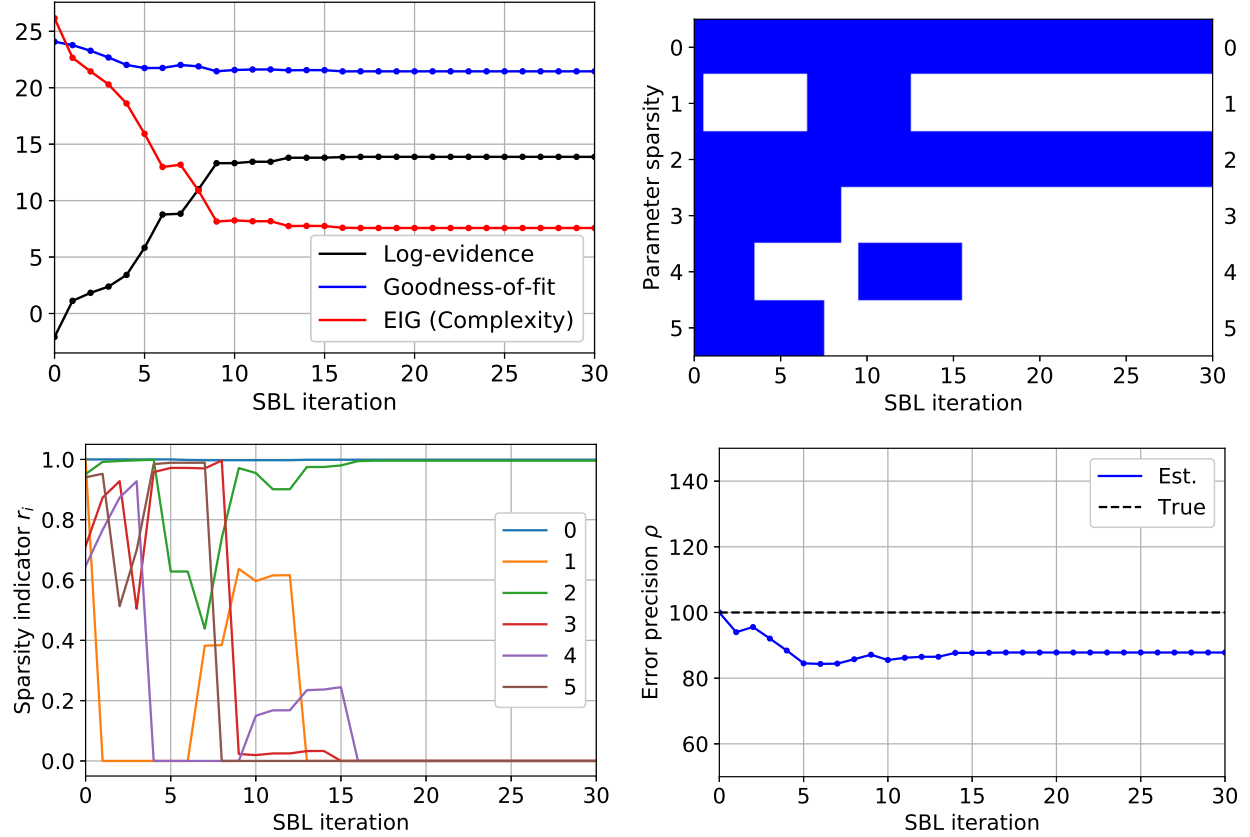 25
20
15
10
5
0
Log-evidence
Goodness-of-fit
EIG (Complexity)
0 5 10 15 20 25 30
SBL iteration
Parameter sparsity
0 0
1 1
2 2
3 3
4 4
5 5
0 5 10 15 20 25 30
SBL iteration
Sparsity indicator rᵢ
1.0
0.8
0.6
0.4
0.2
0.0
0
1
2
3
4
5
0 5 10 15 20 25 30
SBL iteration
Error precision ρ
140
120
100
80
60
Est.
True
0 5 10 15 20 25 30
SBL iteration